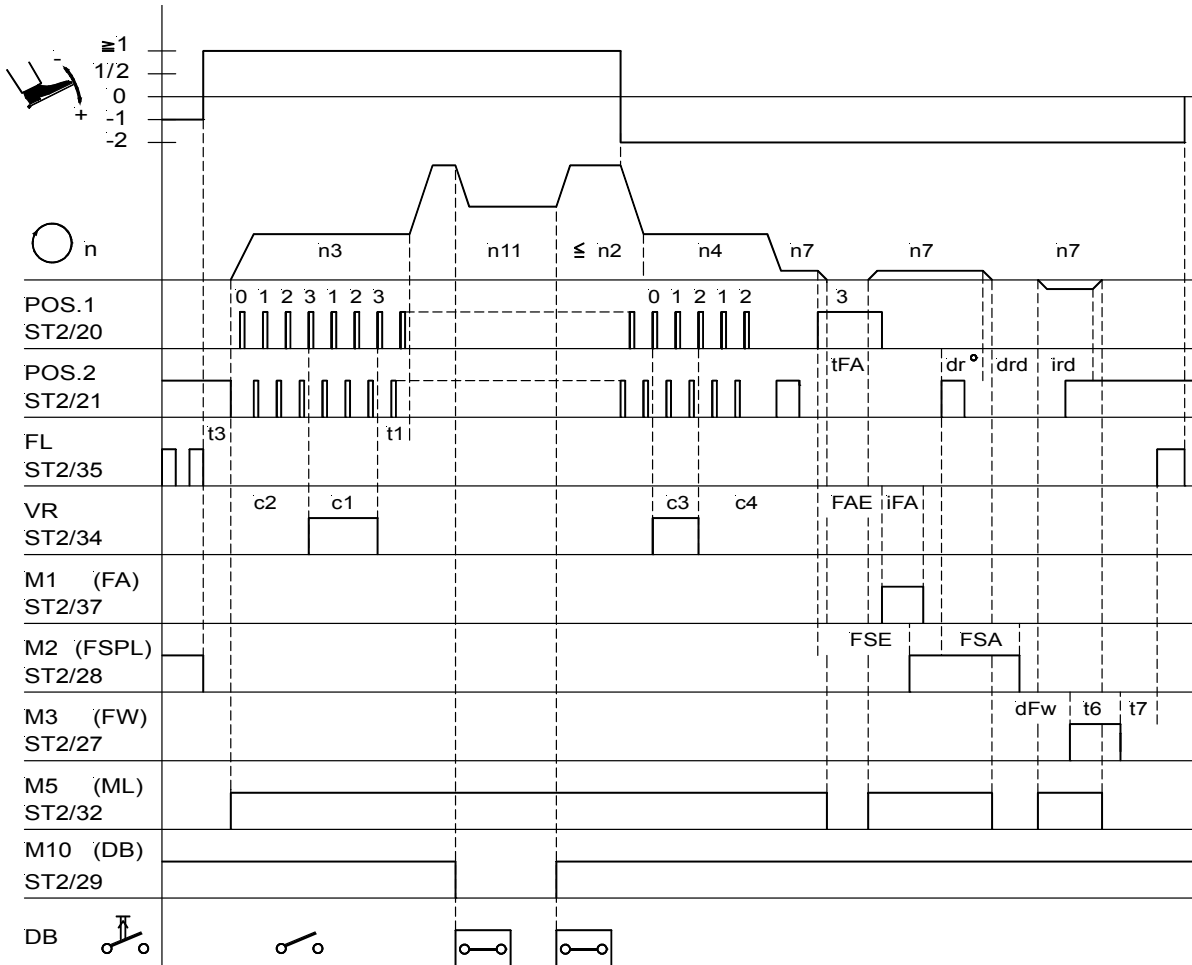 ≧1
-
1/2
0
+
-1
-2
n
n3
n11
≦ n2
n4
n7
n7
n7
POS.1
ST2/20
0 1 2 3 1 2 3
0 1 2 1 2
3
POS.2
ST2/21
tFA
dr°
drd
ird
FL
ST2/35
t3
t1
VR
ST2/34
c2
c1
c3
c4
FAE
iFA
M1 (FA)
ST2/37
M2 (FSPL)
ST2/28
FSE
FSA
M3 (FW)
ST2/27
dFw
t6
t7
M5 (ML)
ST2/32
M10 (DB)
ST2/29
DB